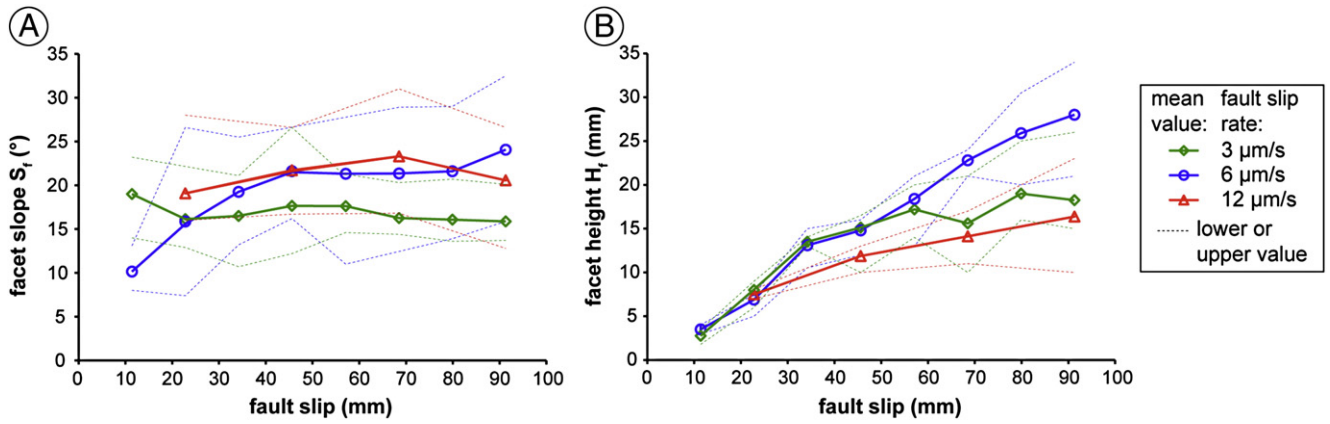 A
35
30
25
20
15
10
5
0
facet slope Sf (°)
0 10 20 30 40 50 60 70 80 90 100
fault slip (mm)
B
35
30
25
20
15
10
5
0
facet height Hf (mm)
0 10 20 30 40 50 60 70 80 90 100
fault slip (mm)
mean fault slip
value: rate:
3 µm/s
6 µm/s
12 µm/s
lower or
upper value